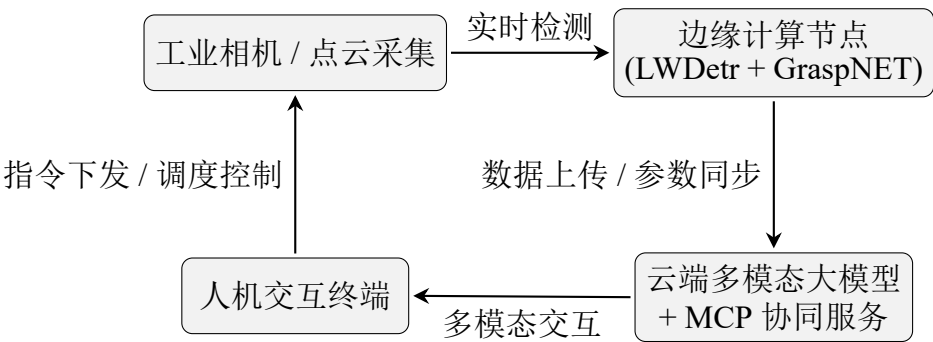 工业相机 / 点云采集
实时检测
边缘计算节点
(LWDetr + GraspNET)
指令下发 / 调度控制
数据上传 / 参数同步
人机交互终端
多模态交互
云端多模态大模型
+ MCP 协同服务